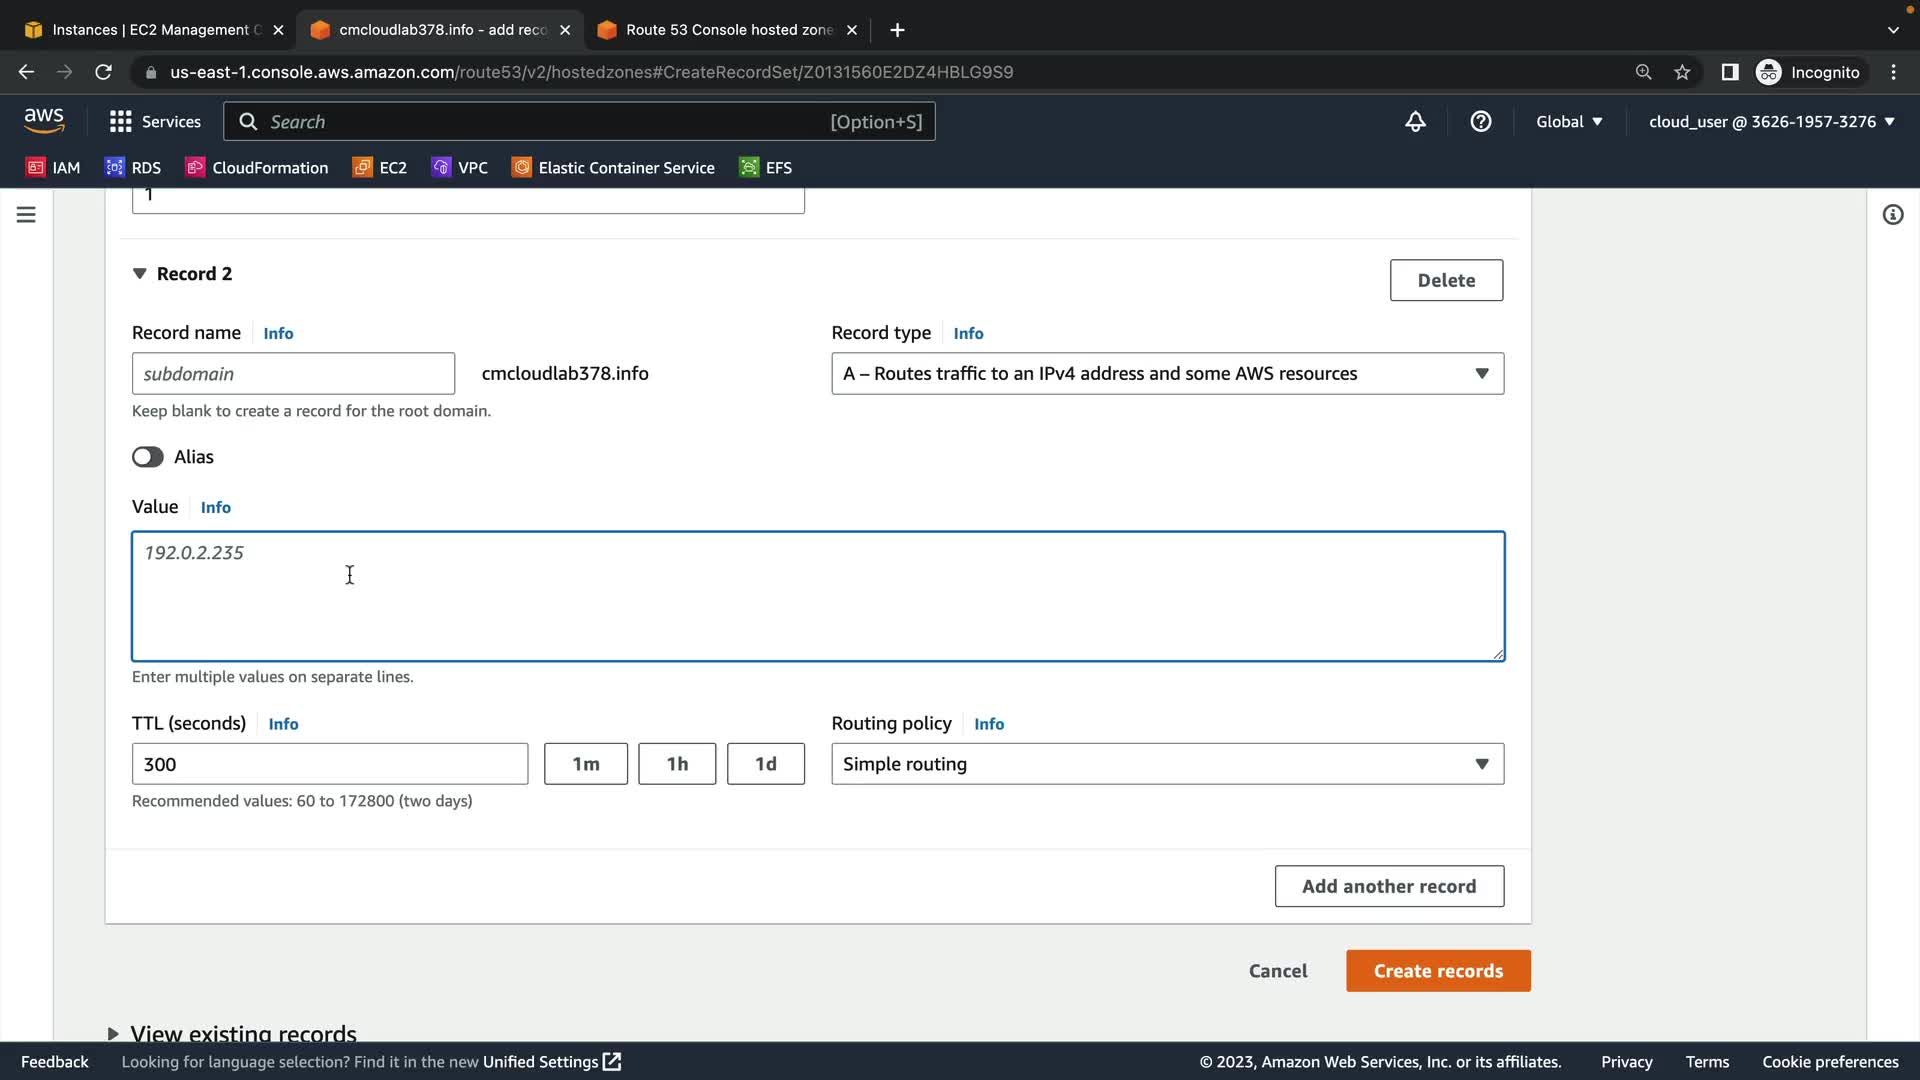 Instances | EC2 Management C
cmcloudlab378.info - add reco
Route 53 Console hosted zone
us-east-1.console.aws.amazon.com/route53/v2/hostedzones#CreateRecordSet/Z0131560E2DZ4HBLG9S9
Incognito
aws
Services
Search
[Option+S]
Global
cloud_user @ 3626-1957-3276
IAM
RDS
CloudFormation
EC2
VPC
Elastic Container Service
EFS
1
Record 2
Delete
Record name
Info
Record type
Info
subdomain
cmcloudlab378.info
A – Routes traffic to an IPv4 address and some AWS resources
Keep blank to create a record for the root domain.
Alias
Value
Info
192.0.2.235
Enter multiple values on separate lines.
TTL (seconds)
Info
Routing policy
Info
300
1m
1h
1d
Simple routing
Recommended values: 60 to 172800 (two days)
Add another record
Cancel
Create records
View existing records
Feedback
Looking for language selection? Find it in the new Unified Settings
© 2023, Amazon Web Services, Inc. or its affiliates.
Privacy
Terms
Cookie preferences